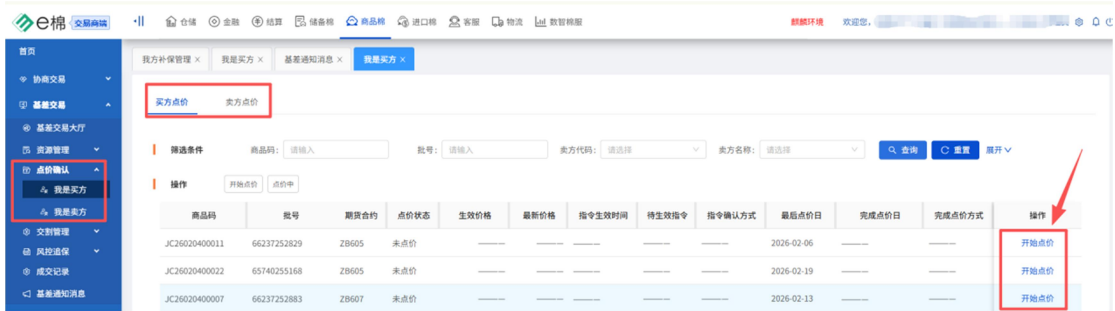 e棉 交易商端
仓储 金融 结算 储备棉 商品棉 进口棉 客服 物流 数智棉服 麒麟环境 欢迎您,
首页
我方补保管理 × 我是买方 × 基差通知消息 × 我是买方 ×
协商交易
基差交易
买方点价 卖方点价
基差交易大厅
资源管理
筛选条件 商品码: 请输入 批号: 请输入 卖方代码: 请选择 卖方名称: 请选择 查询 重置 展开
点价确认
我是买方
操作 开始点价 点价中
我是卖方
商品码 批号 期货合约 点价状态 生效价格 最新价格 指令生效时间 待生效指令 指令确认方式 最后点价日 完成点价日 完成点价方式 操作
交割管理
JC26020400011 66237252829 ZB605 未点价 ———— ———— ———— ———— ———— 2026-02-06 ———— ———— 开始点价
风控追保
成交记录
JC26020400022 65740255168 ZB605 未点价 ———— ———— ———— ———— ———— 2026-02-19 ———— ———— 开始点价
基差通知消息
JC26020400007 66237252883 ZB607 未点价 ———— ———— ———— ———— ———— 2026-02-13 ———— ———— 开始点价